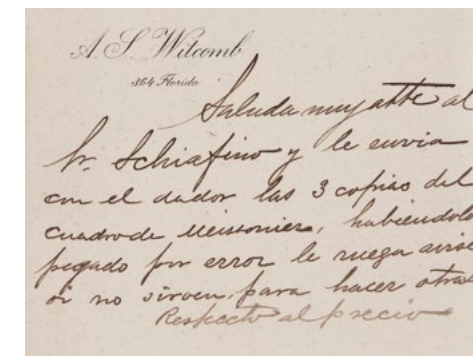 A. S. Witcomb
364 Florida
Saluda muy atte al
Sr. Schiafino y le envia
con el dador las 3 copias del
cuadro de Meissonier, habiendola
pegado por error le ruega avise
si no sirven para hacer otras
Respecto al precio